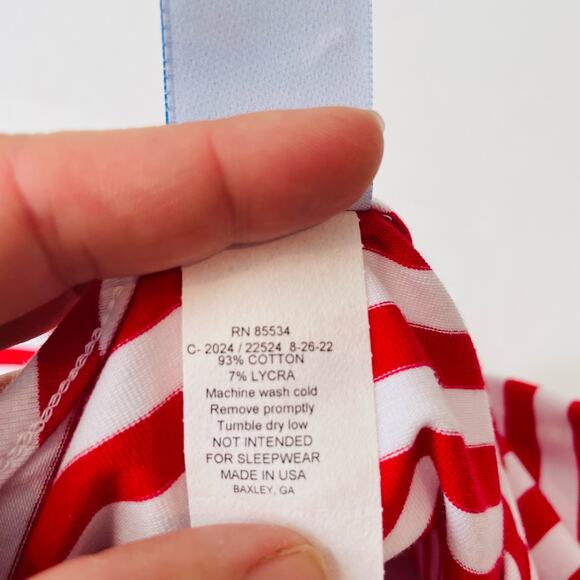 RN 85534
C- 2024 / 22524 8-26-22
93% COTTON
7% LYCRA
Machine wash cold
Remove promptly
Tumble dry low
NOT INTENDED
FOR SLEEPWEAR
MADE IN USA
BAXLEY, GA